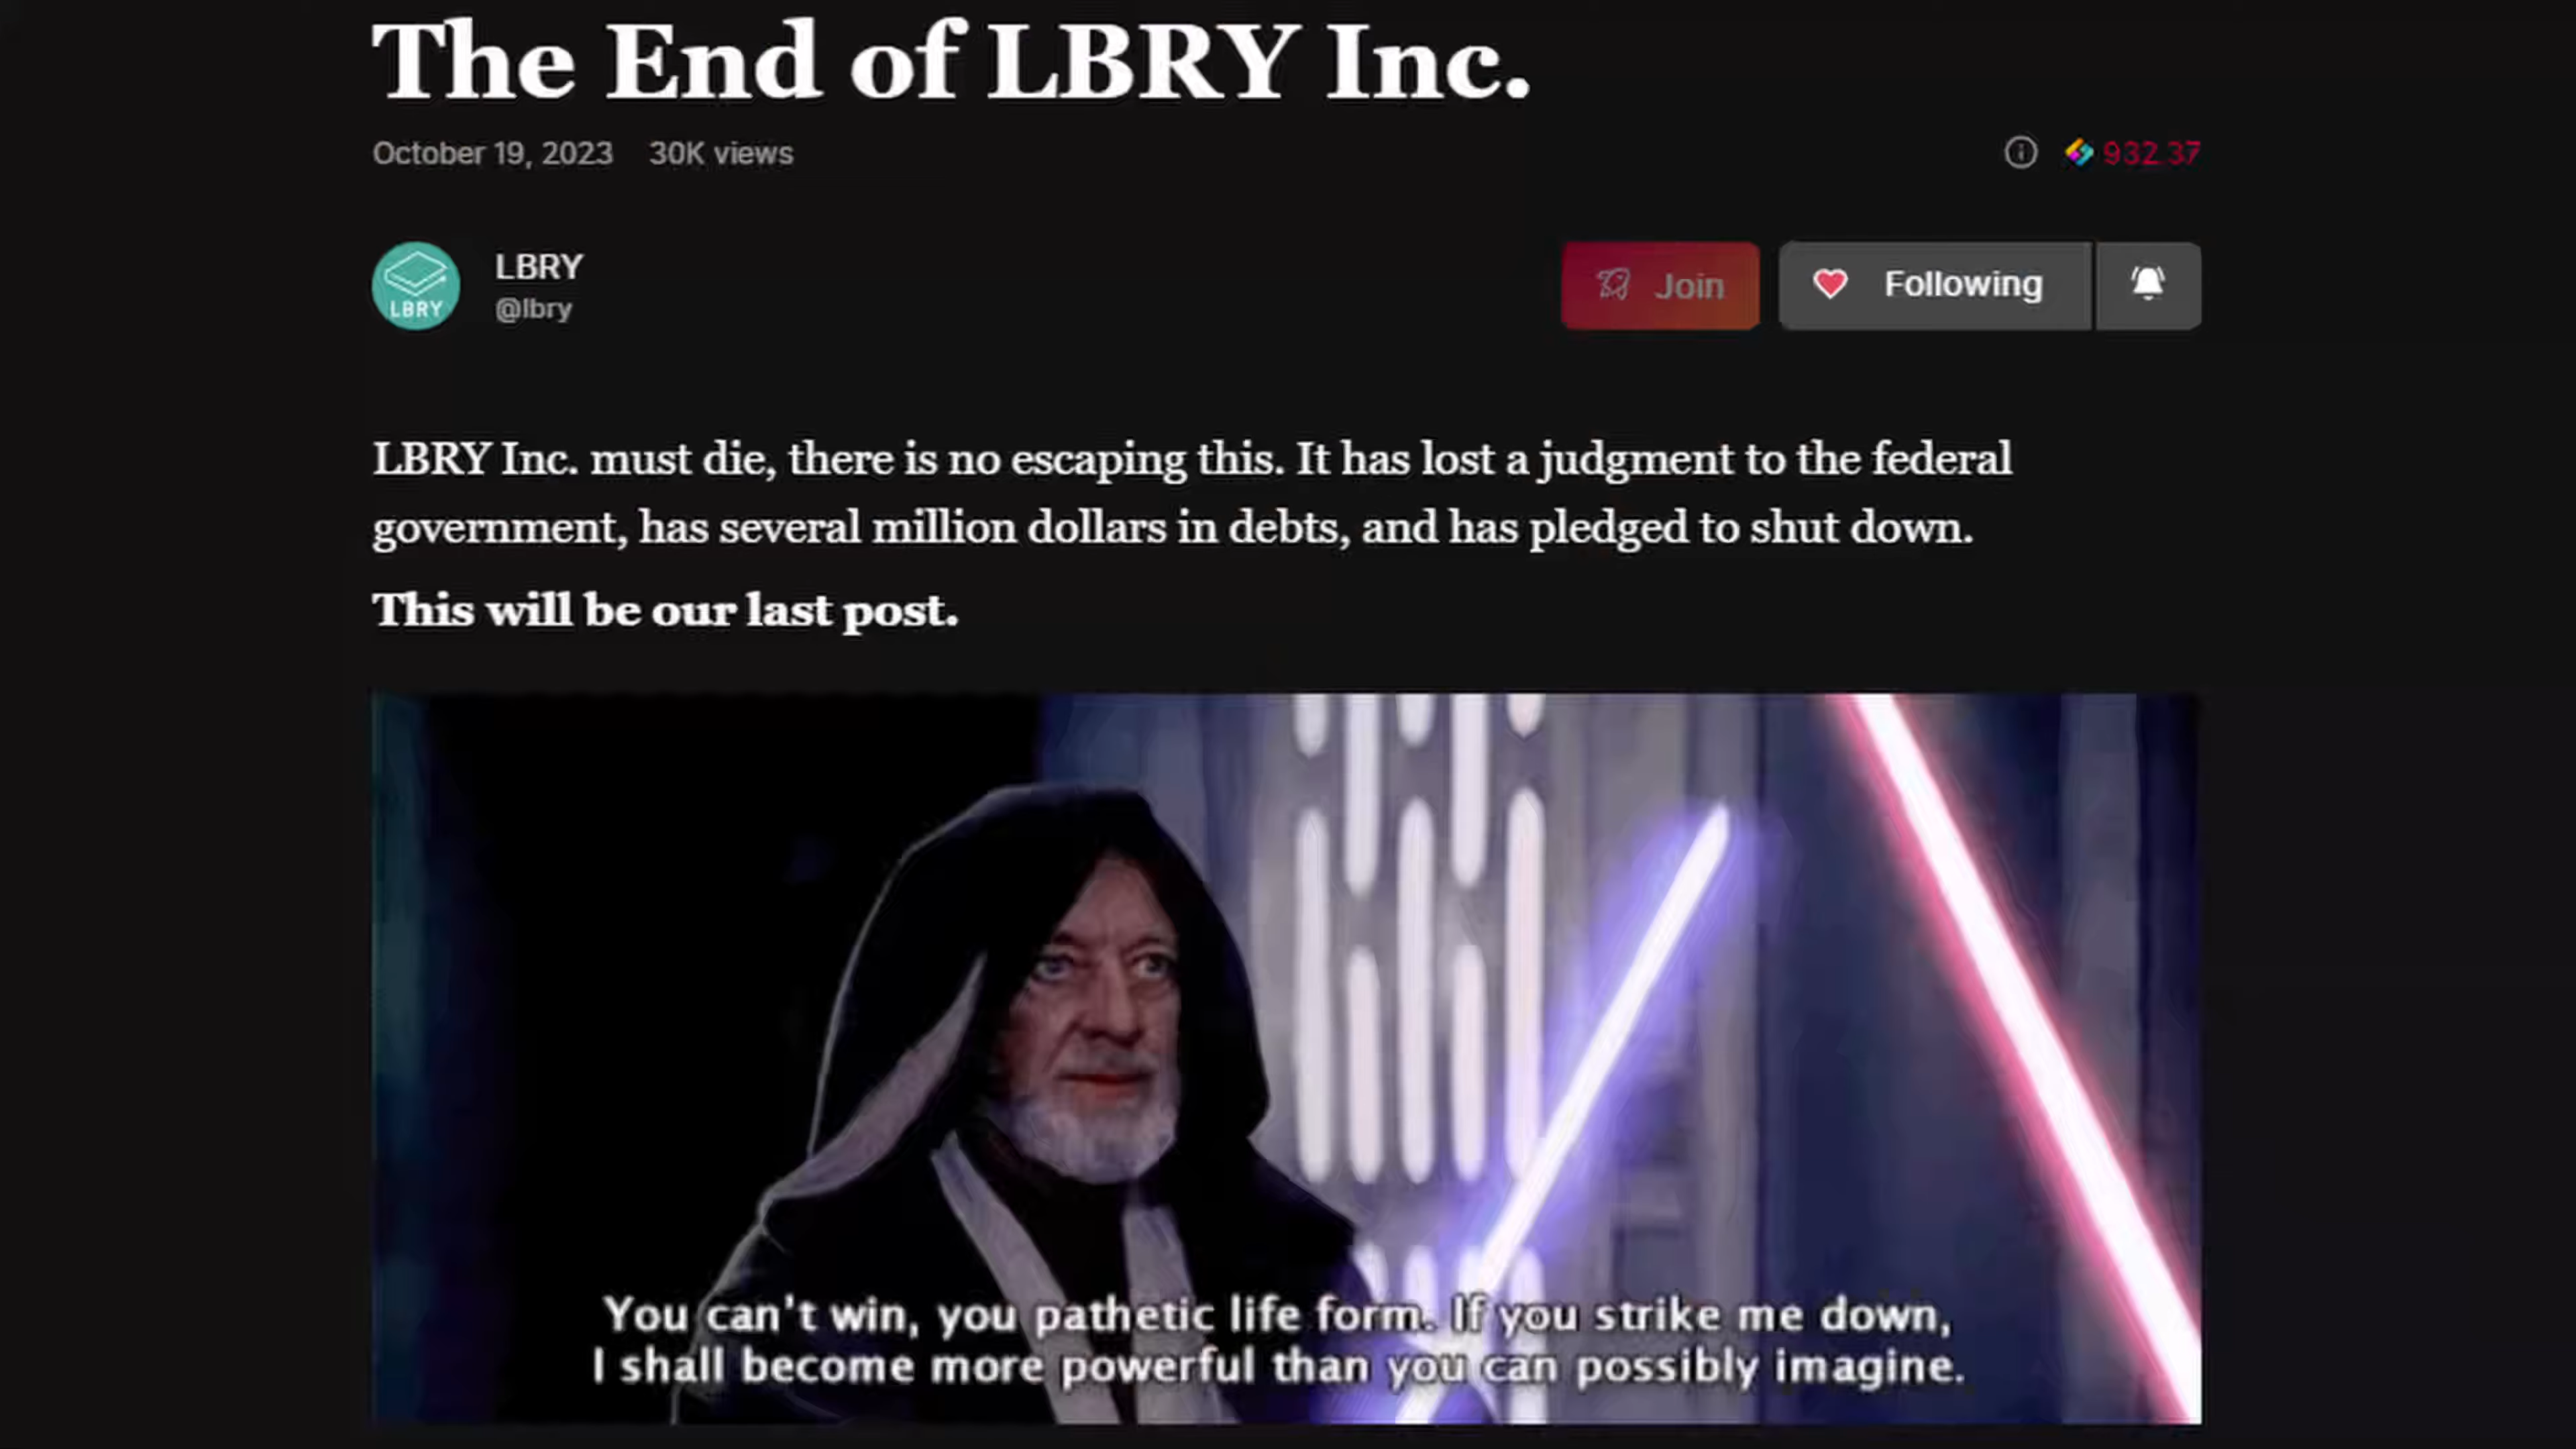 The End of LBRY Inc.
October 19, 2023 30K views
932.37
LBRY
LBRY
@lbry
Join
Following
LBRY Inc. must die, there is no escaping this. It has lost a judgment to the federal
government, has several million dollars in debts, and has pledged to shut down.
This will be our last post.
You can't win, you pathetic life form. If you strike me down,
I shall become more powerful than you can possibly imagine.